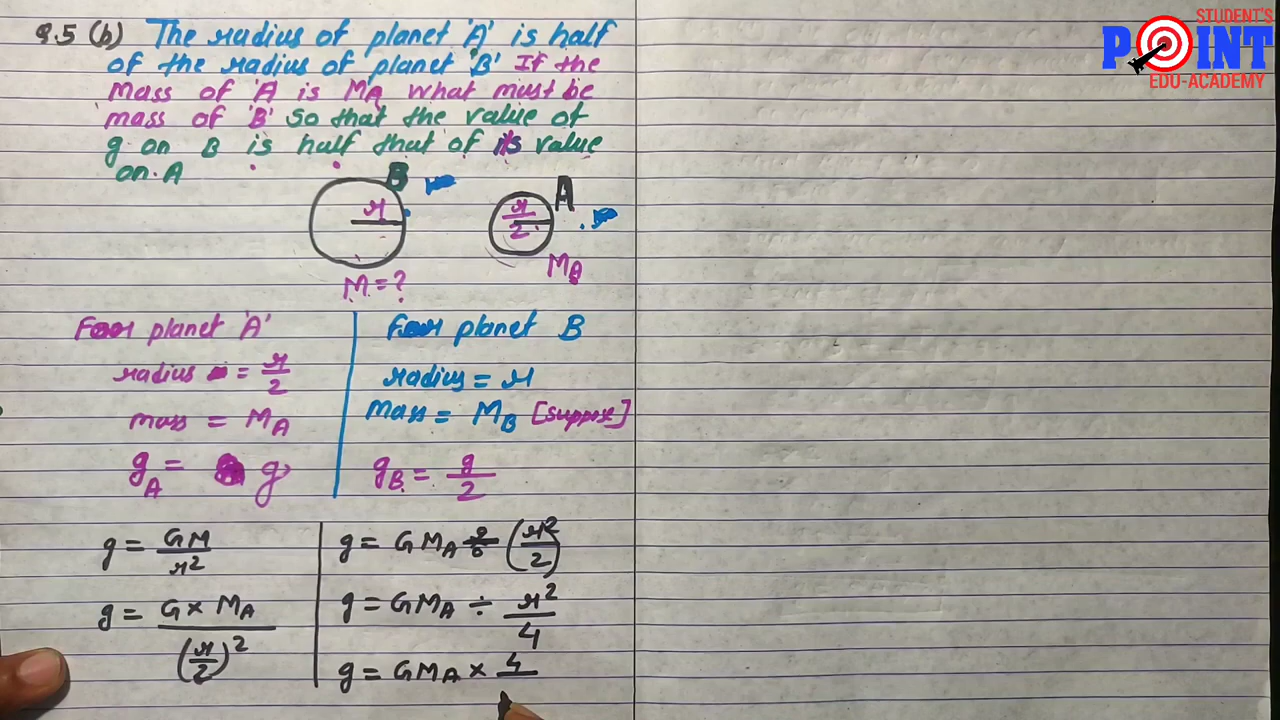 Q.5 (b) The radius of planet 'A' is half
of the radius of planet 'B' If the
mass of 'A' is MA what must be
mass of 'B' so that the value of
g on B is half that of its value
on A
STUDENT'S
POINT
EDU-ACADEMY
B
A
r
r/2
M = ?
MA
For planet 'A'
radius = r/2
mass = MA
gA = g
For planet B
radius = r
Mass = MB [suppose]
gB = g/2
g = GM/r²
g = G × MA/(r/2)²
g = GMA ÷ (r²/2)
g = GMA ÷ r²/4
g = GMA × 4/